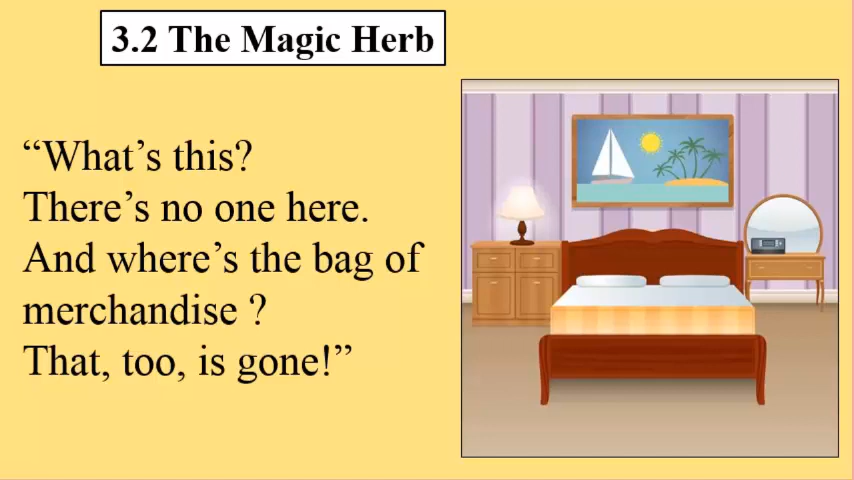 3.2 The Magic Herb
“What’s this?
There’s no one here.
And where’s the bag of
merchandise ?
That, too, is gone!”